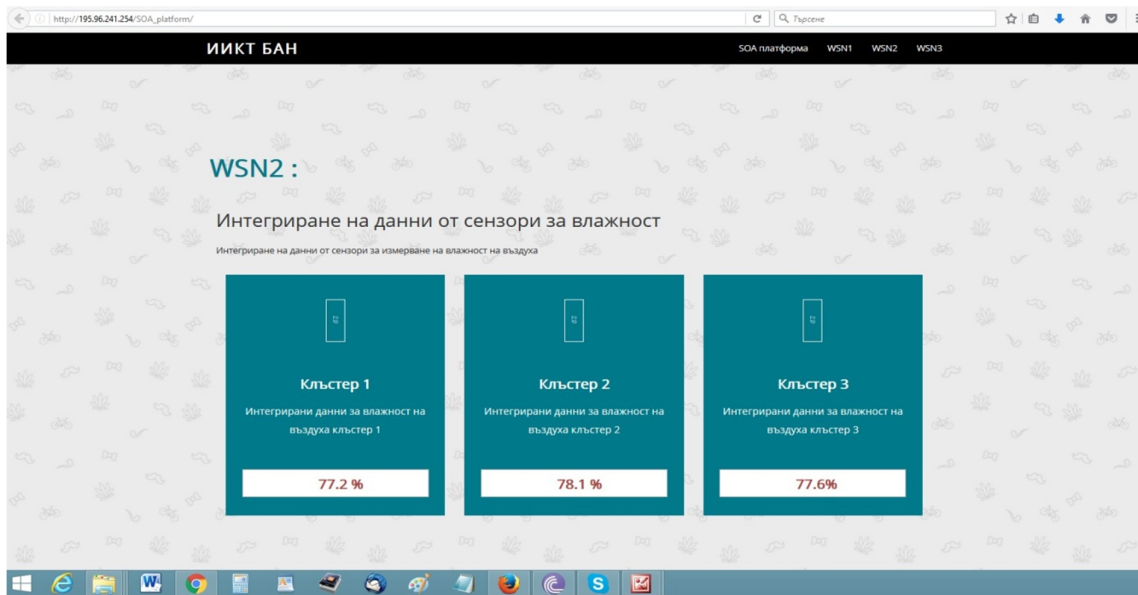 http://195.96.241.254/SOA_platform/
Търсене
ИИКТ БАН
SOA платформа WSN1 WSN2 WSN3
WSN2 :
Интегриране на данни от сензори за влажност
Интегриране на данни от сензори за измерване на влажност на въздуха
Клъстер 1
Интегрирани данни за влажност на
въздуха клъстер 1
77.2 %
Клъстер 2
Интегрирани данни за влажност на
въздуха клъстер 2
78.1 %
Клъстер 3
Интегрирани данни за влажност на
въздуха клъстер 3
77.6%